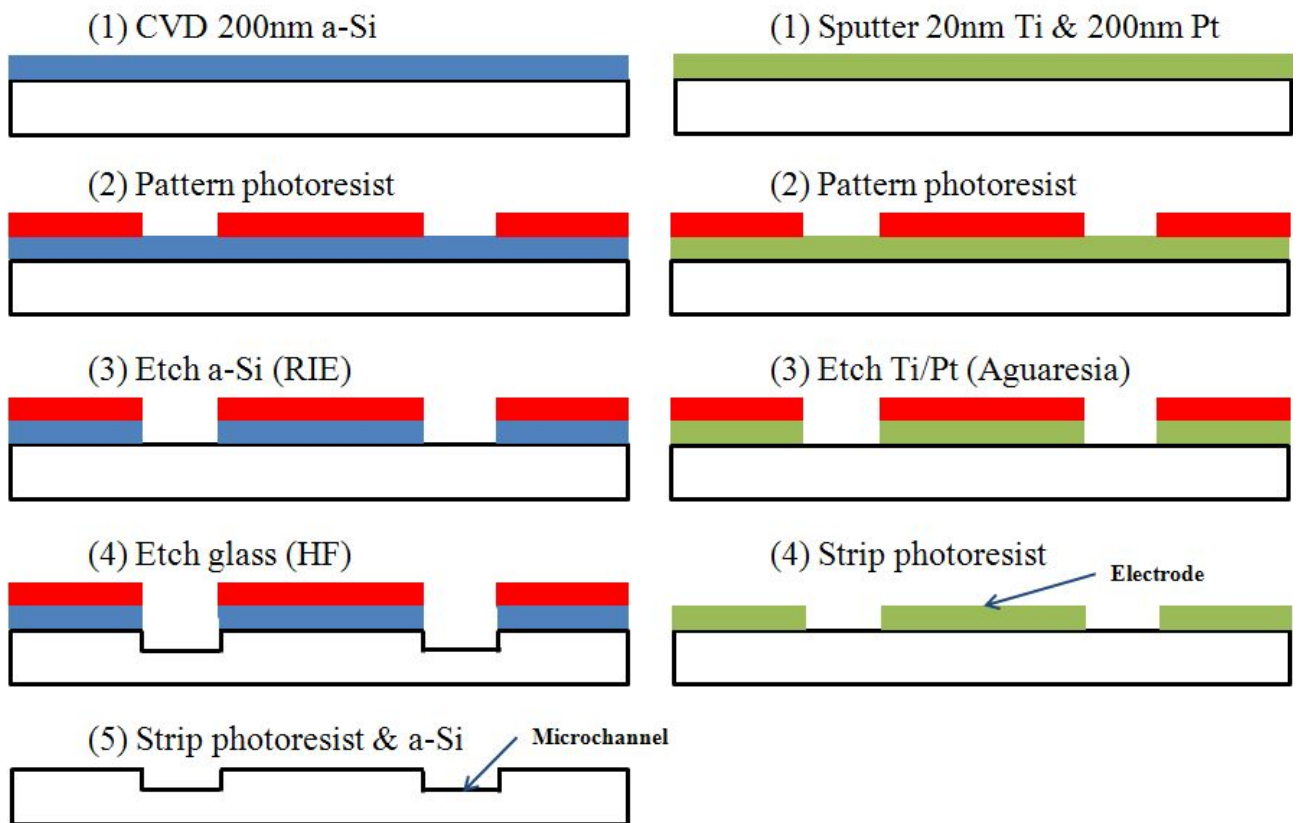 (1) CVD 200nm a-Si
(1) Sputter 20nm Ti & 200nm Pt
(2) Pattern photoresist
(2) Pattern photoresist
(3) Etch a-Si (RIE)
(3) Etch Ti/Pt (Aguaresia)
(4) Etch glass (HF)
(4) Strip photoresist
Electrode
(5) Strip photoresist & a-Si
Microchannel